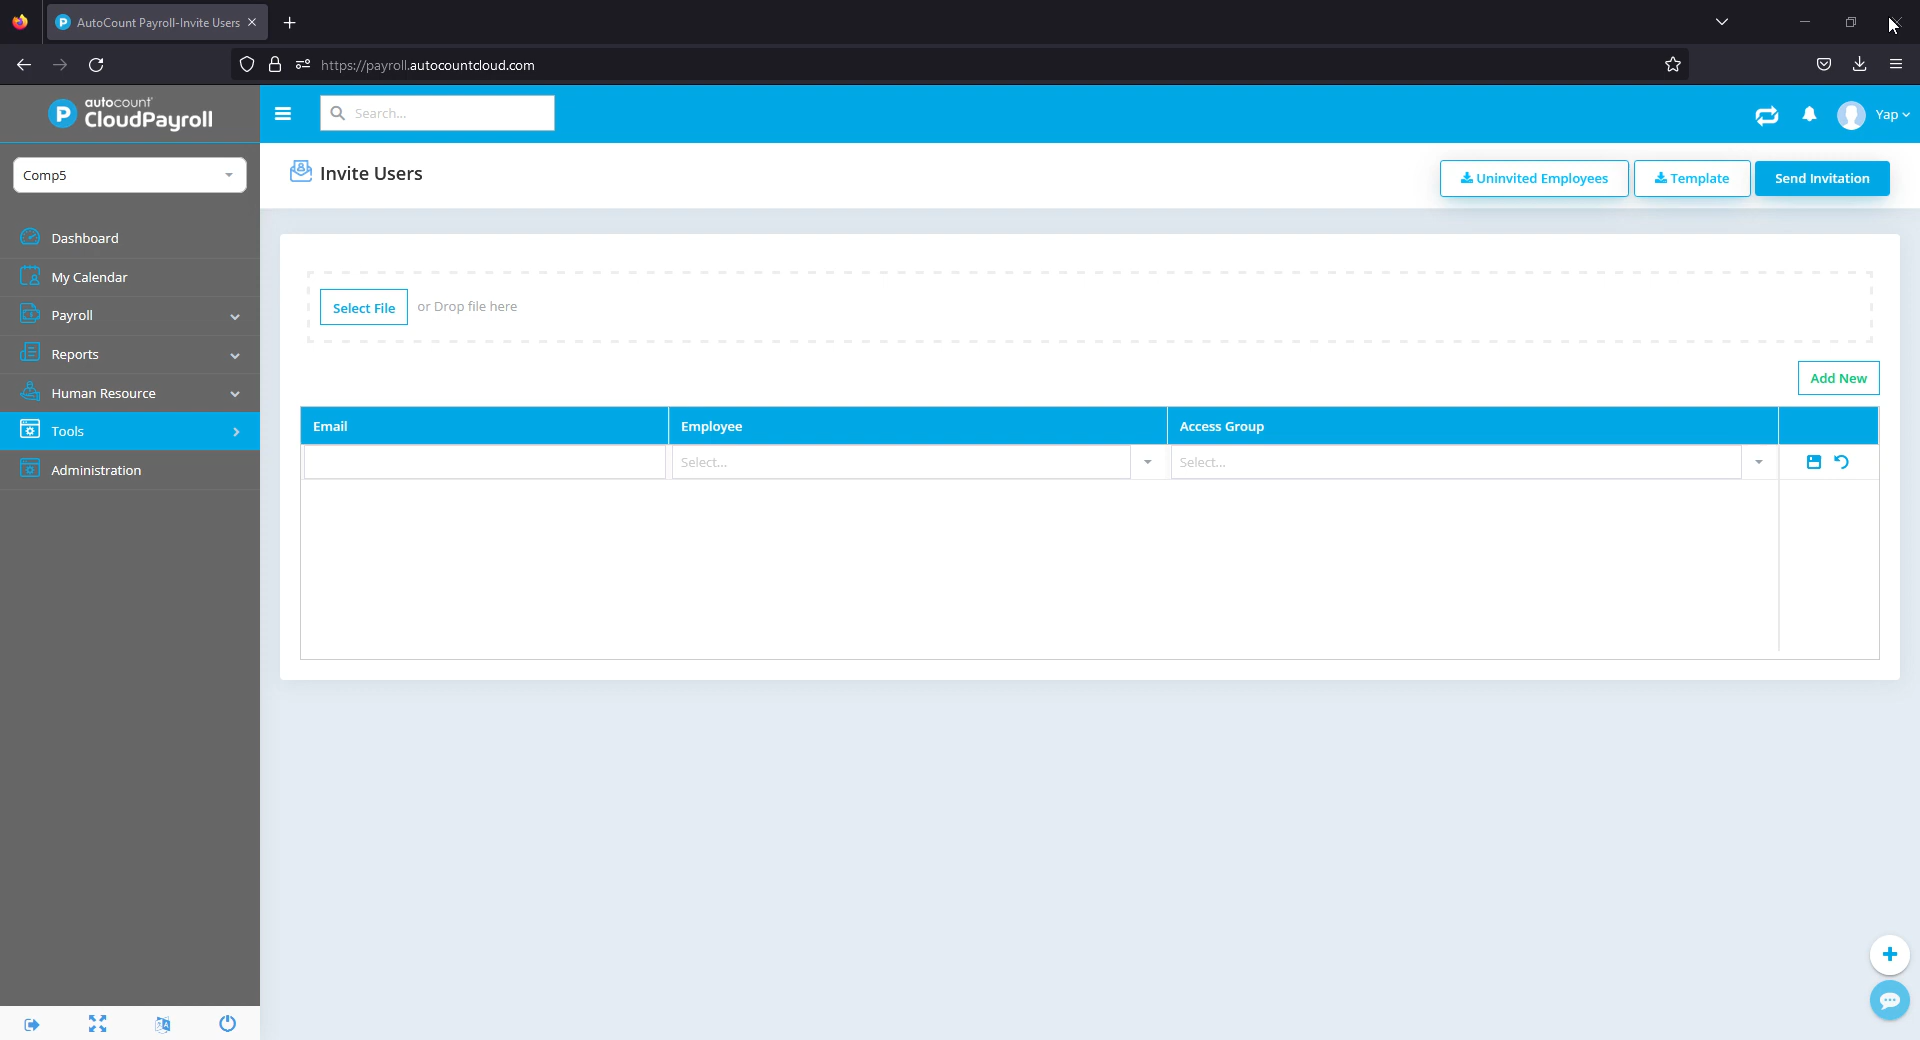 AutoCount Payroll-Invite Users
https://payroll.autocountcloud.com
autocount
CloudPayroll
Search...
Yap
Comp5
Invite Users
Uninvited Employees
Template
Send Invitation
Dashboard
My Calendar
Payroll
Reports
Human Resource
Tools
Administration
Select File
or Drop file here
Add New
Email
Employee
Access Group
Select...
Select...